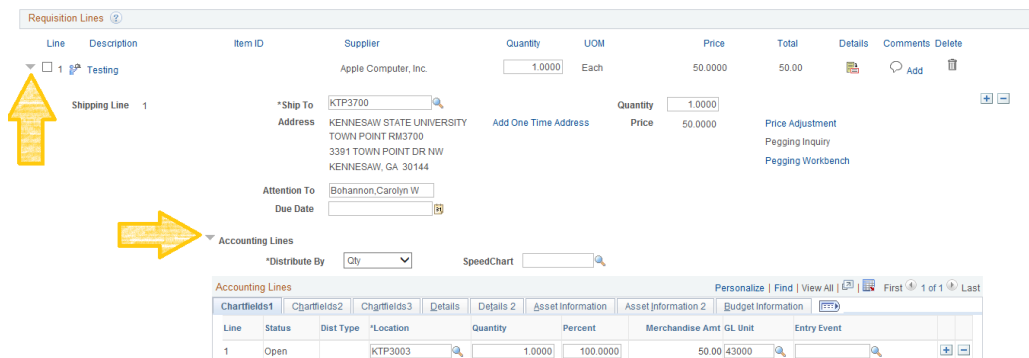 Requisition Lines ?
Line Description Item ID Supplier Quantity UOM Price Total Details Comments Delete
1 Testing Apple Computer, Inc. 1.0000 Each 50.0000 50.00 Add
Shipping Line 1 *Ship To KTP3700 Quantity 1.0000
Address KENNESAW STATE UNIVERSITY Add One Time Address Price 50.0000 Price Adjustment
TOWN POINT RM3700 Pegging Inquiry
3391 TOWN POINT DR NW Pegging Workbench
KENNESAW, GA 30144
Attention To Bohannon,Carolyn W
Due Date 31
Accounting Lines
*Distribute By Qty SpeedChart
Accounting Lines Personalize | Find | View All | | First 1 of 1 Last
Chartfields1 Chartfields2 Chartfields3 Details Details 2 Asset Information Asset Information 2 Budget Information
Line Status Dist Type *Location Quantity Percent Merchandise Amt GL Unit Entry Event
1 Open KTP3003 1.0000 100.0000 50.00 43000